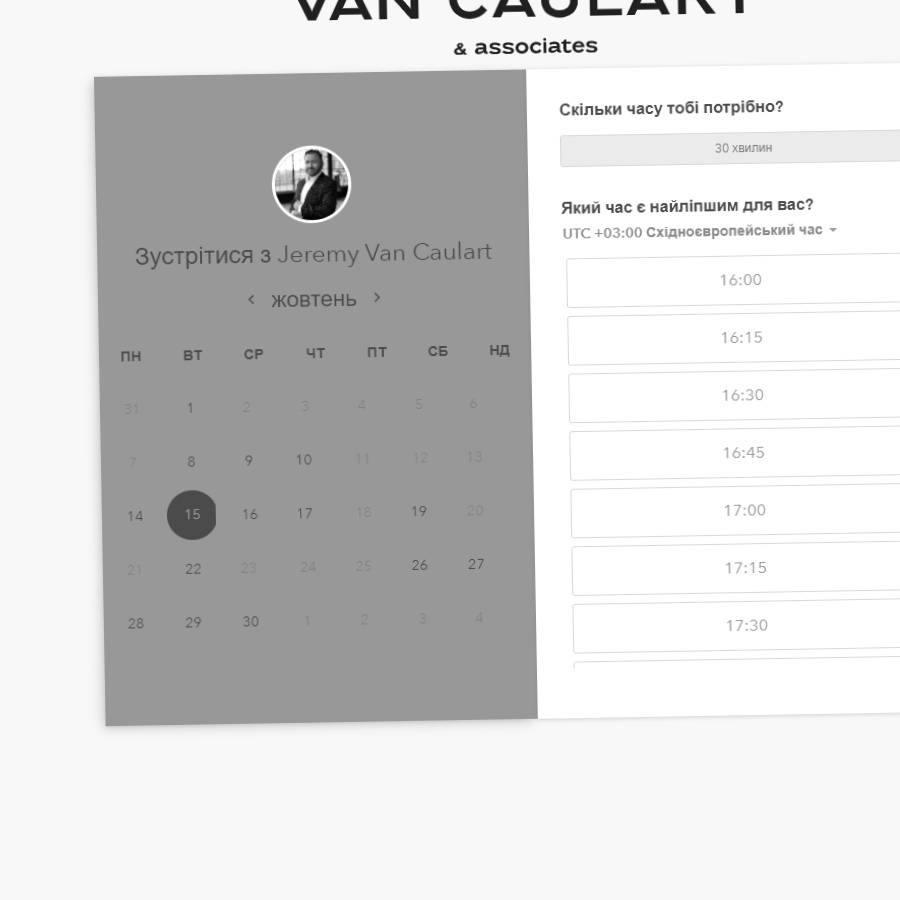 VAN CAULART
& associates
Зустрітися з Jeremy Van Caulart
жовтень
ПН ВТ СР ЧТ ПТ СБ НД
31 1 2 3 4 5 6
7 8 9 10 11 12 13
14 15 16 17 18 19 20
21 22 23 24 25 26 27
28 29 30 1 2 3 4
Скільки часу тобі потрібно?
30 хвилин
Який час є найліпшим для вас?
UTC +03:00 Східноєвропейський час
16:00
16:15
16:30
16:45
17:00
17:15
17:30